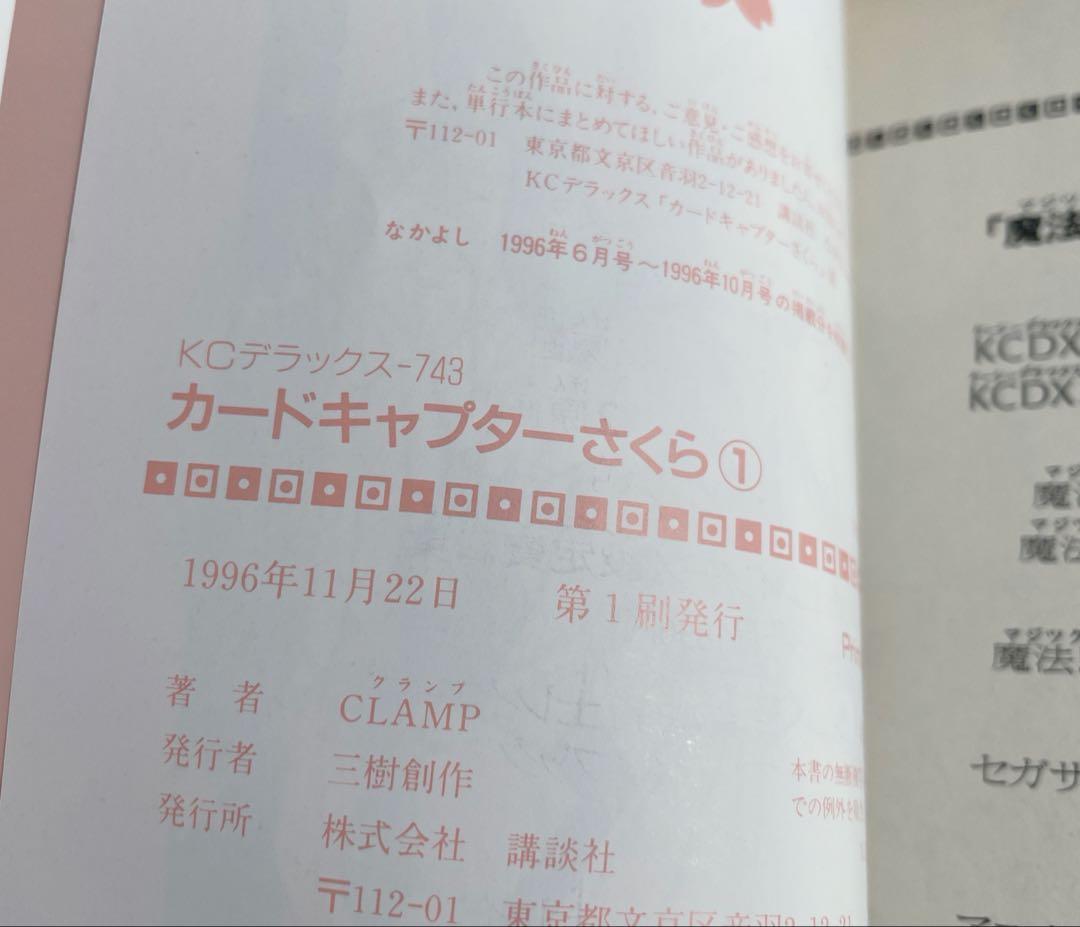 この作品に対する、ご意見、ご感想を
また、単行本にまとめてほしい作品がありましたら、
〒112-01 東京都文京区音羽2-12-21 講談社
KCデラックス「カードキャプターさくら」
なかよし 1996年6月号〜1996年10月号の掲載分を
KCデラックス-743
カードキャプターさくら①
1996年11月22日 第1刷発行
著者 CLAMP
クランプ
発行者 三樹創作
発行所 株式会社 講談社
〒112-01 東京都文京区音羽2-12-21
本書の無断
での例外を
「魔法
KCDX
KCDX
魔法
魔法
魔法
セガサ